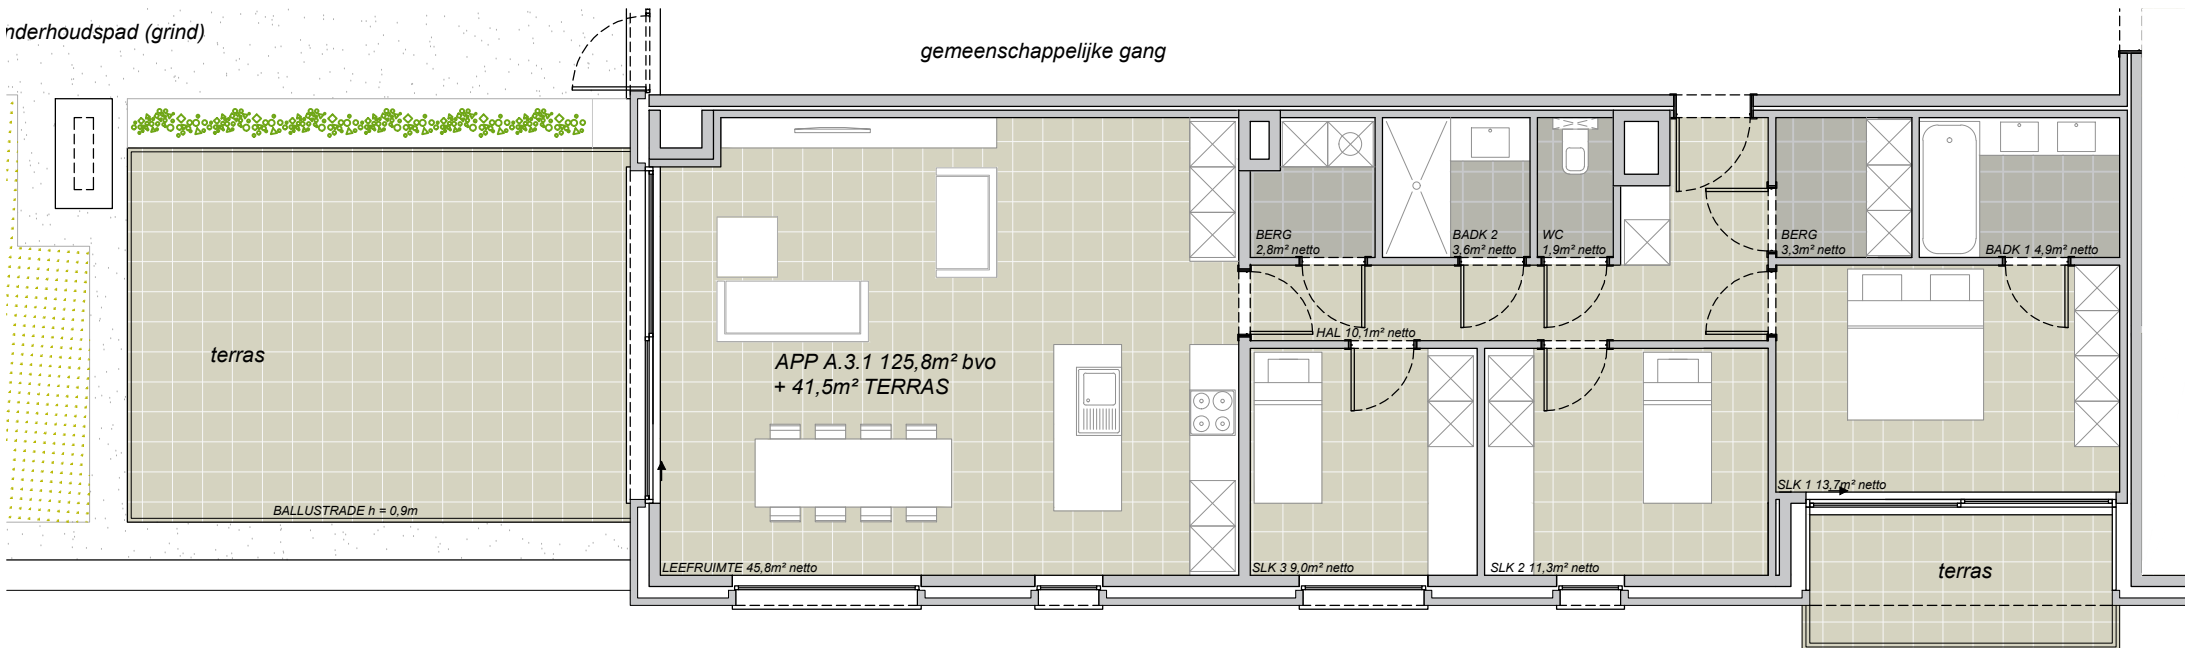 nderhoudspad (grind)
gemeenschappelijke gang
BERG
2,8m² netto
BADK 2
3,6m² netto
WC
1,9m² netto
BERG
3,3m² netto
BADK 1 4,9m² netto
HAL 10,1m² netto
terras
APP A.3.1 125,8m² bvo
+ 41,5m² TERRAS
SLK 1 13,7m² netto
BALLUSTRADE h = 0,9m
LEEFRUIMTE 45,8m² netto
SLK 3 9,0m² netto
SLK 2 11,3m² netto
terras